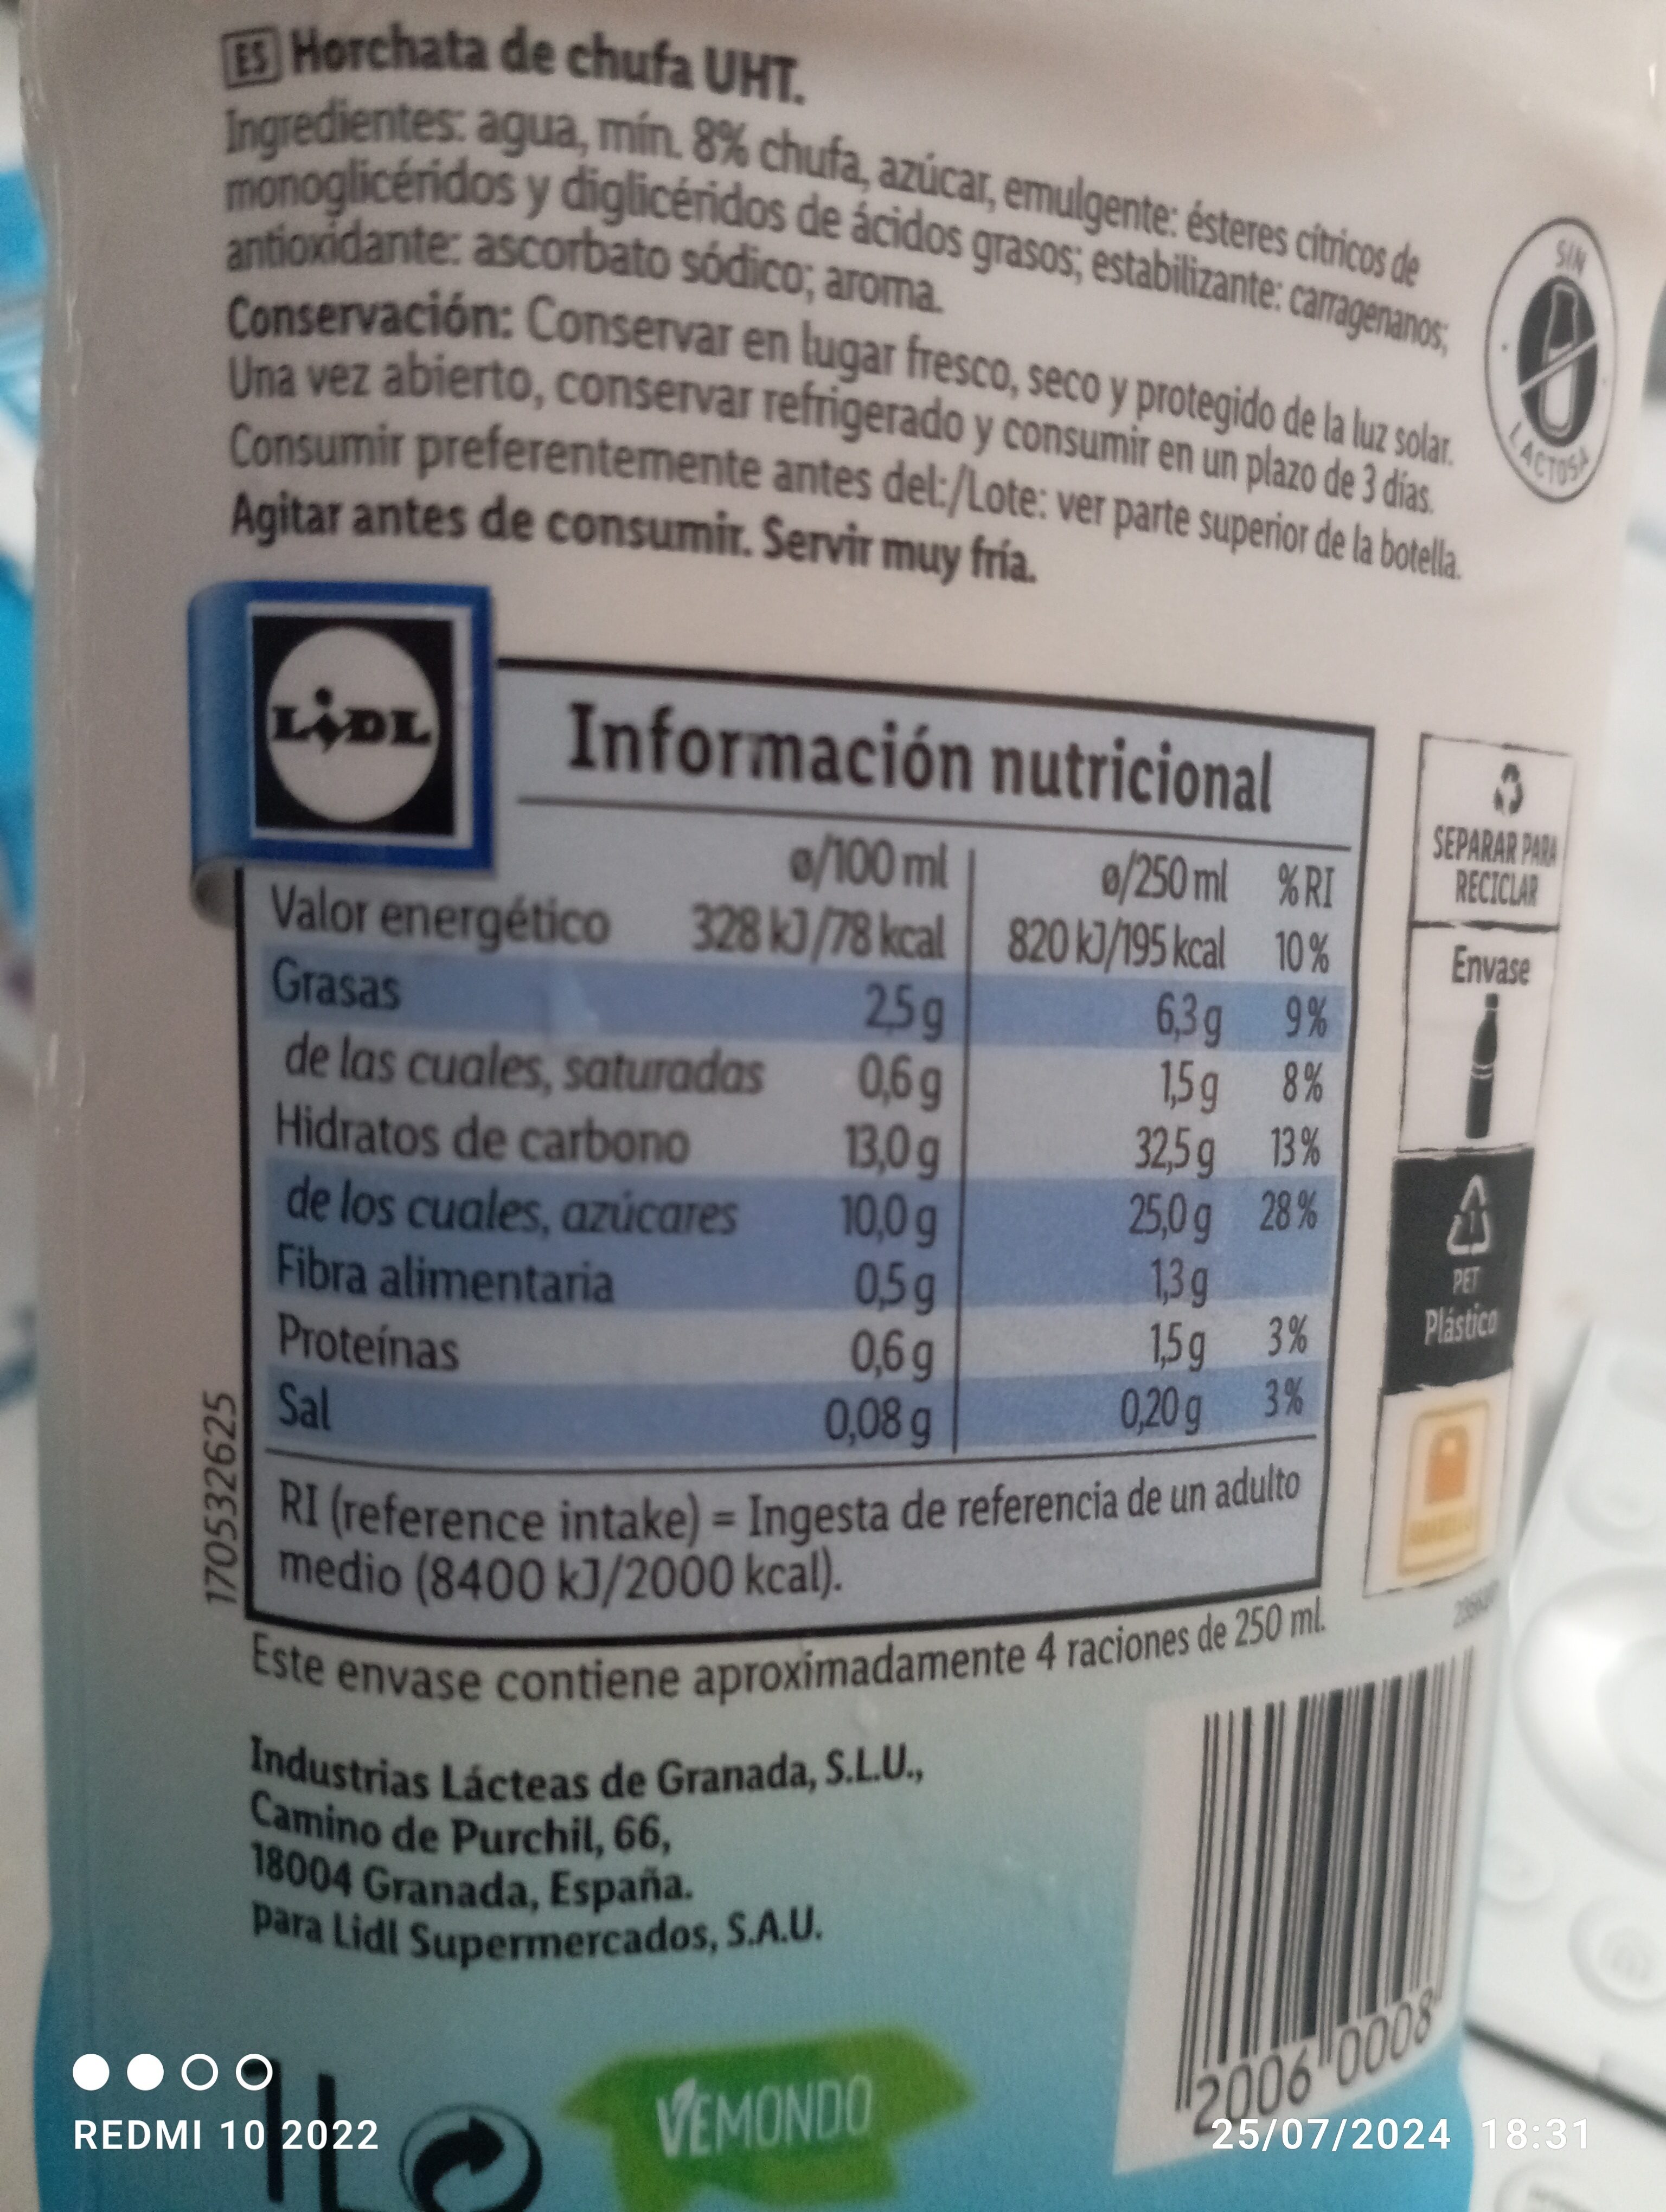 ES Horchata de chufa UHT.
Ingredientes: agua, mín. 8% chufa, azúcar, emulgente: ésteres cítricos de
monoglicéridos y diglicéridos de ácidos grasos; estabilizante: carragenanos;
antioxidante: ascorbato sódico; aroma.
Conservación: Conservar en lugar fresco, seco y protegido de la luz solar.
Una vez abierto, conservar refrigerado y consumir en un plazo de 3 días.
Consumir preferentemente antes del:/Lote: ver parte superior de la botella.
Agitar antes de consumir. Servir muy fría.
SIN
LACTOSA
LIDL
Información nutricional
ø/100 ml ø/250 ml %RI
Valor energético 328 kJ/78 kcal 820 kJ/195 kcal 10%
Grasas 2,5 g 6,3 g 9%
de las cuales, saturadas 0,6 g 1,5 g 8%
Hidratos de carbono 13,0 g 32,5 g 13%
de los cuales, azúcares 10,0 g 25,0 g 28%
Fibra alimentaria 0,5 g 1,3 g
Proteínas 0,6 g 1,5 g 3%
Sal 0,08 g 0,20 g 3%
RI (reference intake) = Ingesta de referencia de un adulto
medio (8400 kJ/2000 kcal).
170532625
SEPARAR PARA
RECICLAR
Envase
1
PET
Plástico
Este envase contiene aproximadamente 4 raciones de 250 ml.
Industrias Lácteas de Granada, S.L.U.,
Camino de Purchil, 66,
18004 Granada, España.
para Lidl Supermercados, S.A.U.
2006 0008
1L
VEMONDO
REDMI 10 2022
25/07/2024 18:31